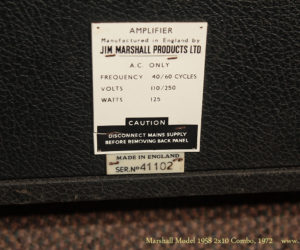 AMPLIFIER
Manufactured in England by
JIM MARSHALL PRODUCTS LTD
A.C. ONLY
FREQUENCY 40/60 CYCLES
VOLTS 110/250
WATTS 125
CAUTION
DISCONNECT MAINS SUPPLY
BEFORE REMOVING BACK PANEL
MADE IN ENGLAND
SER.Nº 41102
Marshall Model 1958 2x10 Combo, 1972 www.